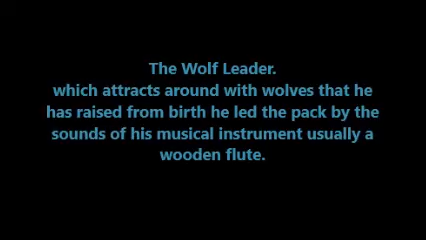 The Wolf Leader.
which attracts around with wolves that he
has raised from birth he led the pack by the
sounds of his musical instrument usually a
wooden flute.